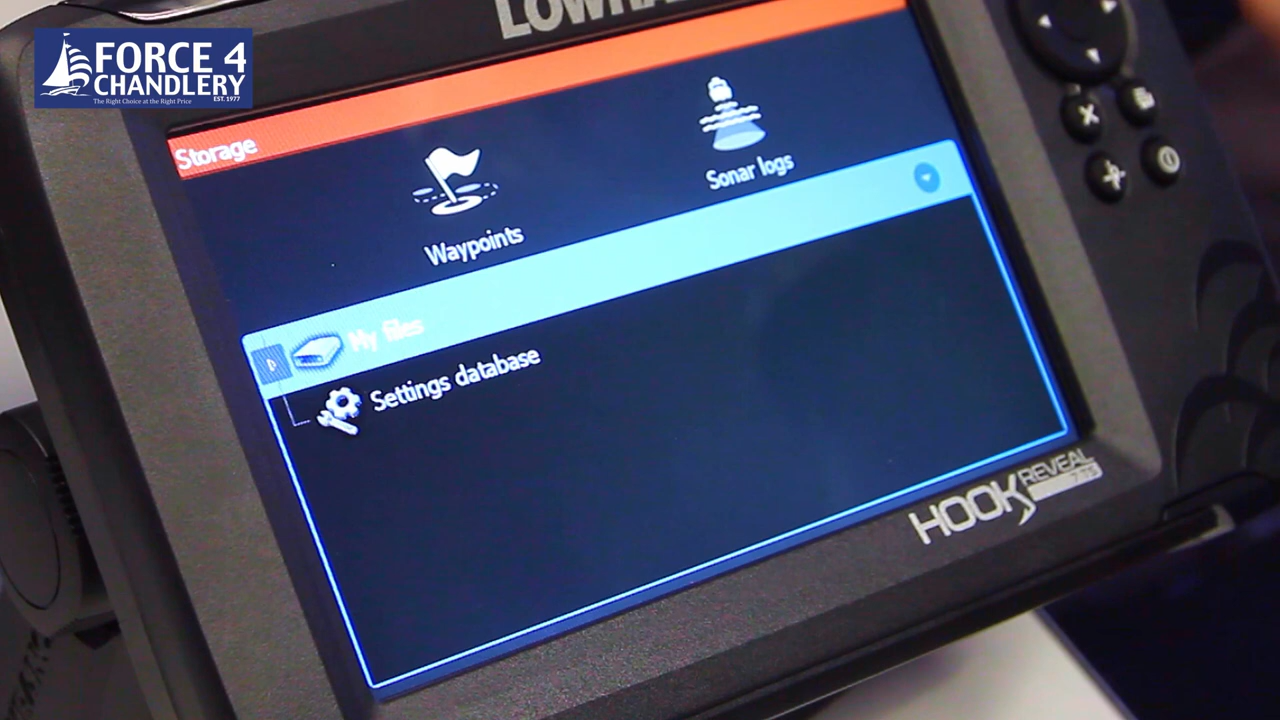 FORCE 4
CHANDLERY
The Right Choice at the Right Price
EST. 1977
Storage
Waypoints
Sonar logs
My files
Settings database
HOOK
REVEAL